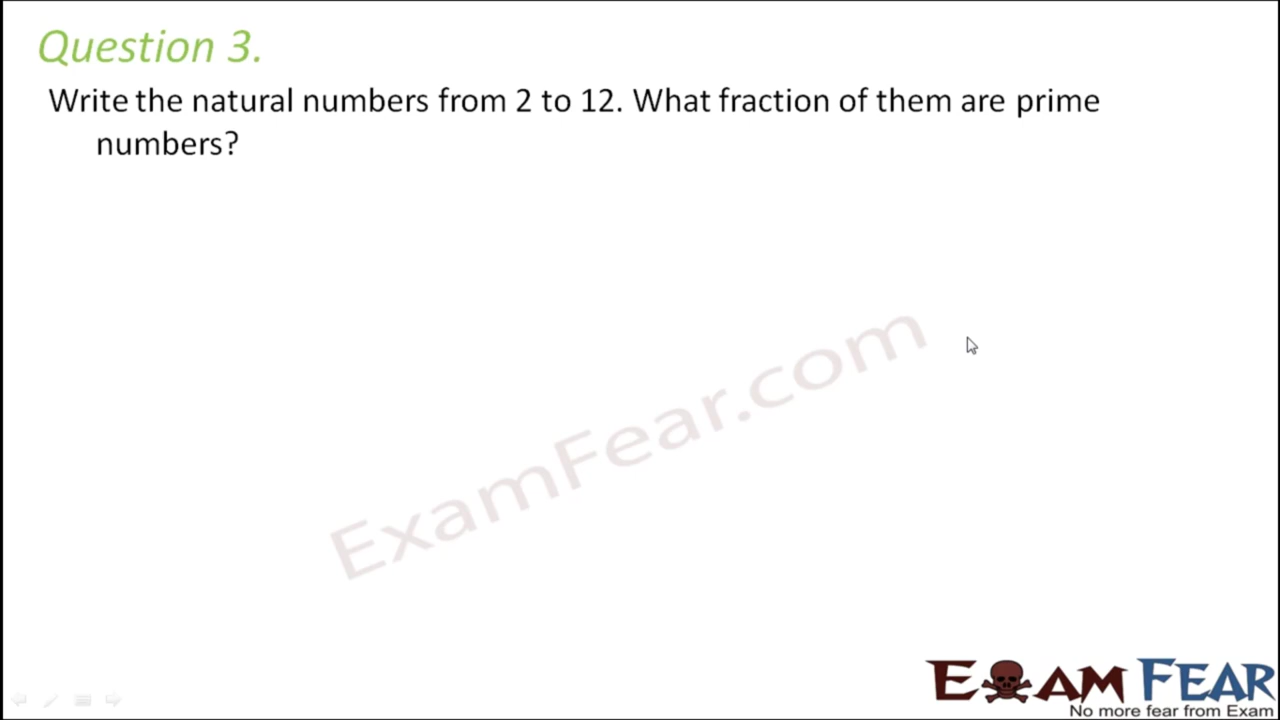 Question 3.
Write the natural numbers from 2 to 12. What fraction of them are prime
numbers?
ExamFear.com
EXAM FEAR
No more fear from Exam